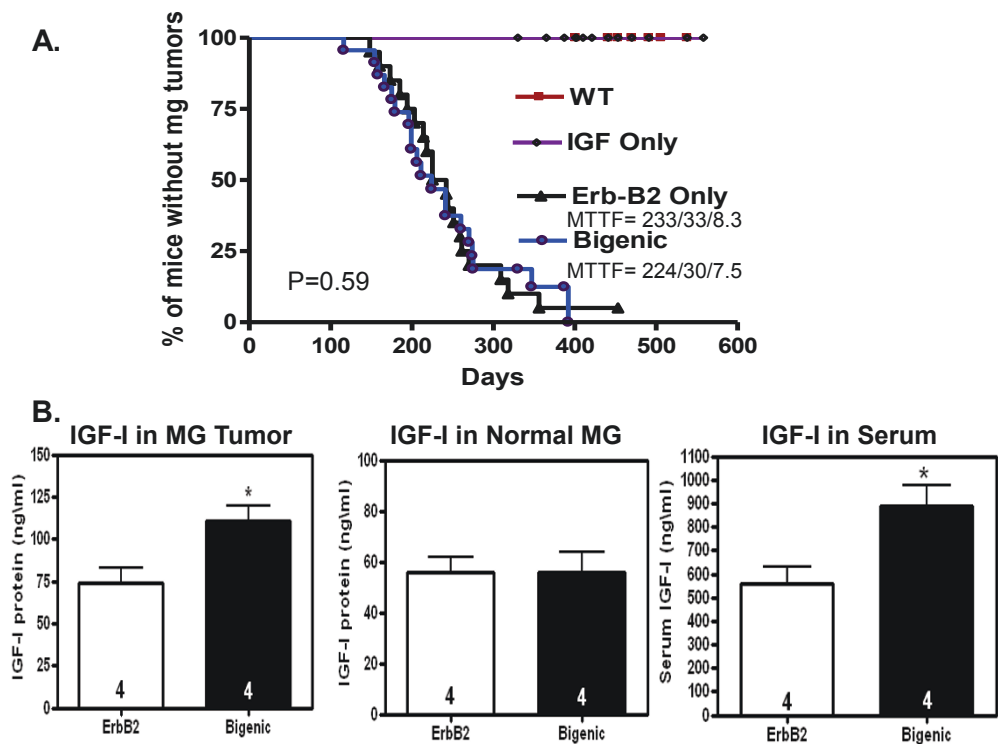 A.
% of mice without mg tumors
100
75
50
25
0
WT
IGF Only
Erb-B2 Only
MTTF= 233/33/8.3
Bigenic
MTTF= 224/30/7.5
P=0.59
0 100 200 300 400 500 600
Days
B.
IGF-I in MG Tumor
IGF-I protein (ng\ml)
150
125
100
75
50
25
0
*
4 4
ErbB2 Bigenic
IGF-I in Normal MG
IGF-I protein (ng\ml)
100
80
60
40
20
0
4 4
ErbB2 Bigenic
IGF-I in Serum
Serum IGF-I (ng\ml)
1100
1000
900
800
700
600
500
400
300
200
100
0
*
4 4
ErbB2 Bigenic